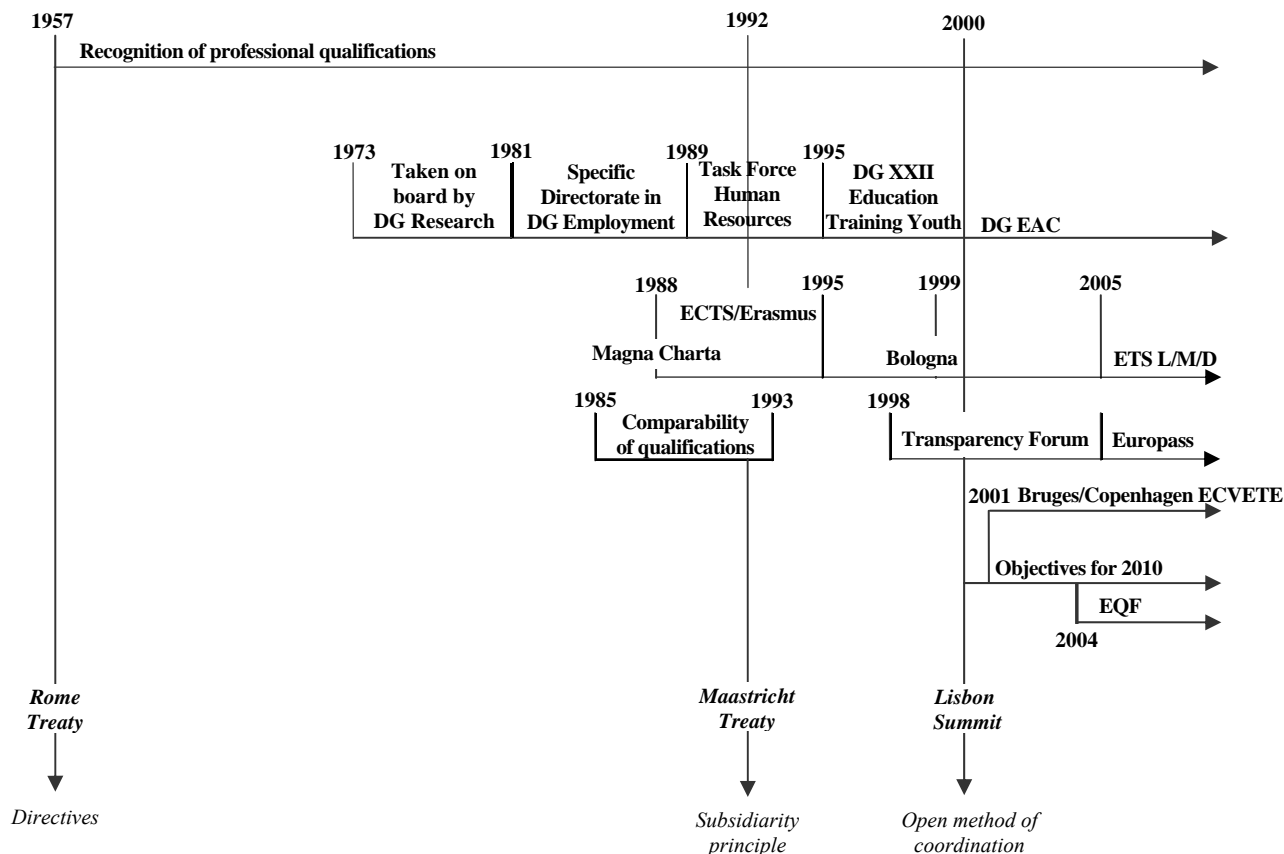 1957
1992
2000
Recognition of professional qualifications
1973
1981
1989
1995
Taken on
board by
DG Research
Specific
Directorate in
DG Employment
Task Force
Human
Resources
DG XXII
Education
Training Youth
DG EAC
1988
1995
1999
2005
ECTS/Erasmus
Magna Charta
Bologna
ETS L/M/D
1985
1993
1998
Comparability
of qualifications
Transparency Forum
Europass
2001 Bruges/Copenhagen ECVETE
Objectives for 2010
EQF
2004
Rome
Treaty
Maastricht
Treaty
Lisbon
Summit
Directives
Subsidiarity
principle
Open method of
coordination